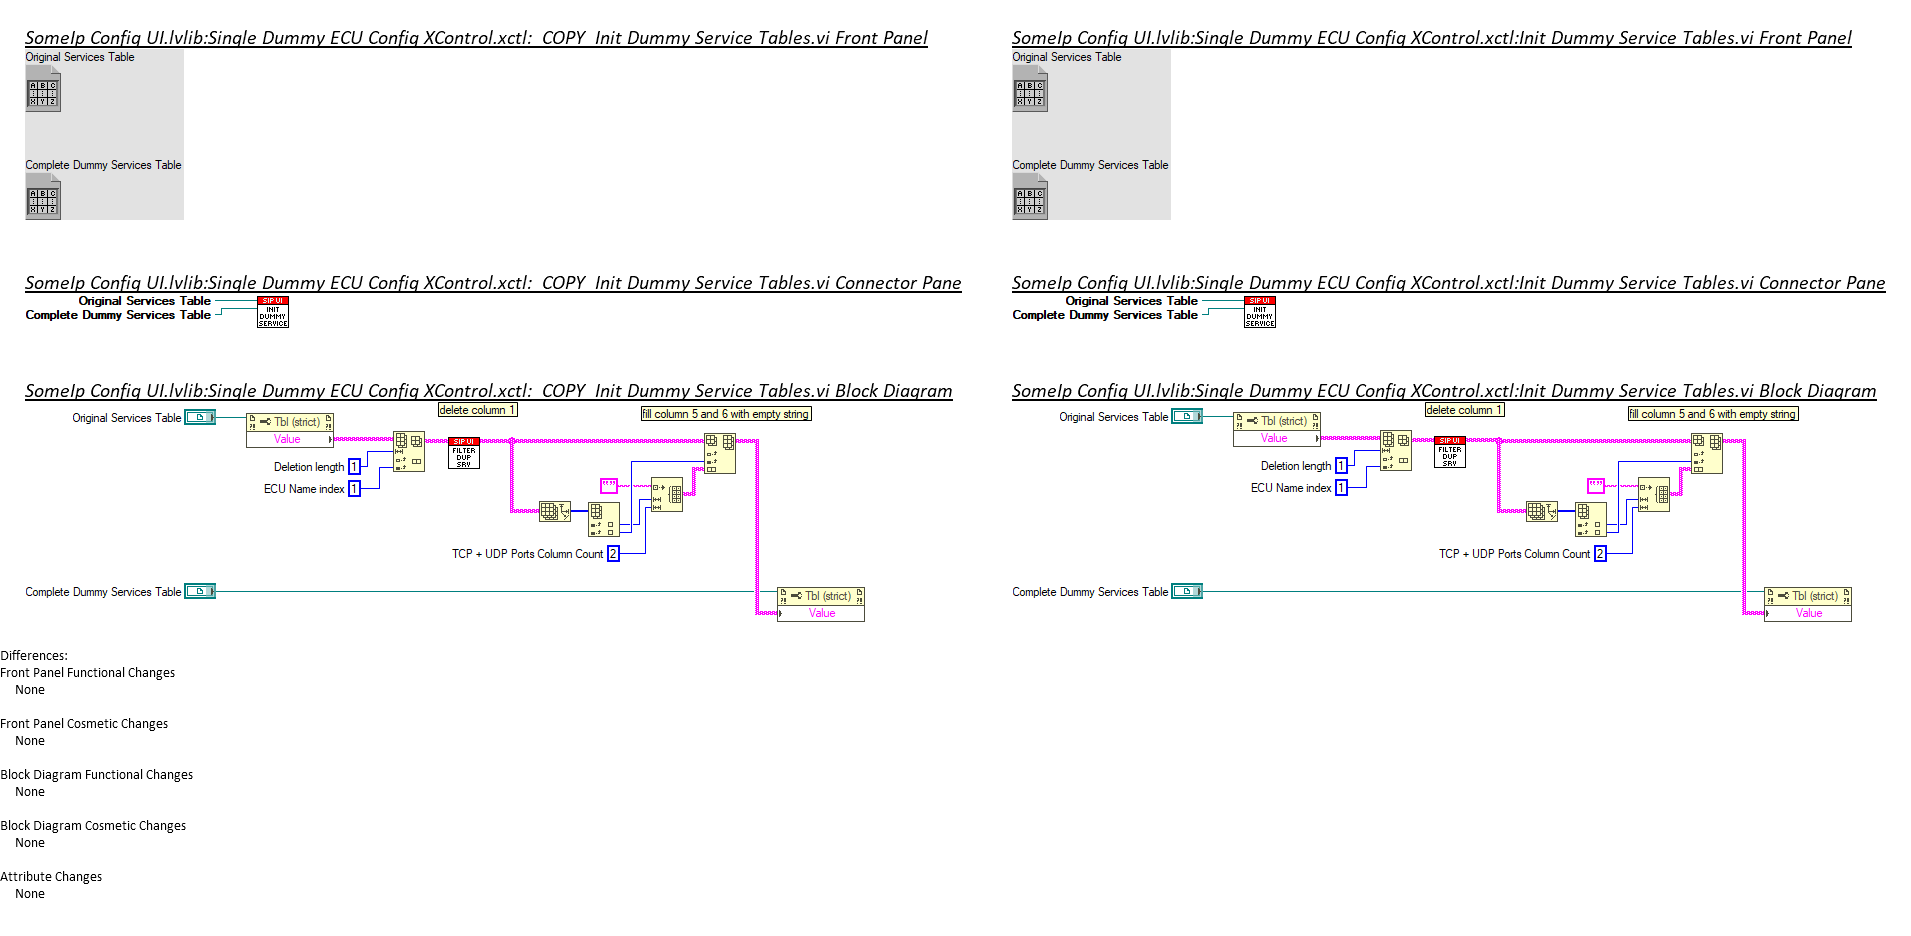 SomeIp Config UI.lvlib:Single Dummy ECU Config XControl.xctl:  COPY  Init Dummy Service Tables.vi Front Panel
Original Services Table
A B C
X Y Z
Complete Dummy Services Table
A B C
X Y Z
SomeIp Config UI.lvlib:Single Dummy ECU Config XControl.xctl:  COPY  Init Dummy Service Tables.vi Connector Pane
Original Services Table
Complete Dummy Services Table
SIP UI
INIT
DUMMY
SERVICE
SomeIp Config UI.lvlib:Single Dummy ECU Config XControl.xctl:  COPY  Init Dummy Service Tables.vi Block Diagram
delete column 1
fill column 5 and 6 with empty string
Original Services Table
Tbl (strict)
Value
SIP UI
FILTER
DUP
SRV
Deletion length 1
ECU Name index 1
""
TCP + UDP Ports Column Count 2
Complete Dummy Services Table
Tbl (strict)
Value
Differences:
Front Panel Functional Changes
None
Front Panel Cosmetic Changes
None
Block Diagram Functional Changes
None
Block Diagram Cosmetic Changes
None
Attribute Changes
None
SomeIp Config UI.lvlib:Single Dummy ECU Config XControl.xctl:Init Dummy Service Tables.vi Front Panel
Original Services Table
A B C
X Y Z
Complete Dummy Services Table
A B C
X Y Z
SomeIp Config UI.lvlib:Single Dummy ECU Config XControl.xctl:Init Dummy Service Tables.vi Connector Pane
Original Services Table
Complete Dummy Services Table
SIP UI
INIT
DUMMY
SERVICE
SomeIp Config UI.lvlib:Single Dummy ECU Config XControl.xctl:Init Dummy Service Tables.vi Block Diagram
delete column 1
fill column 5 and 6 with empty string
Original Services Table
Tbl (strict)
Value
SIP UI
FILTER
DUP
SRV
Deletion length 1
ECU Name index 1
""
TCP + UDP Ports Column Count 2
Complete Dummy Services Table
Tbl (strict)
Value